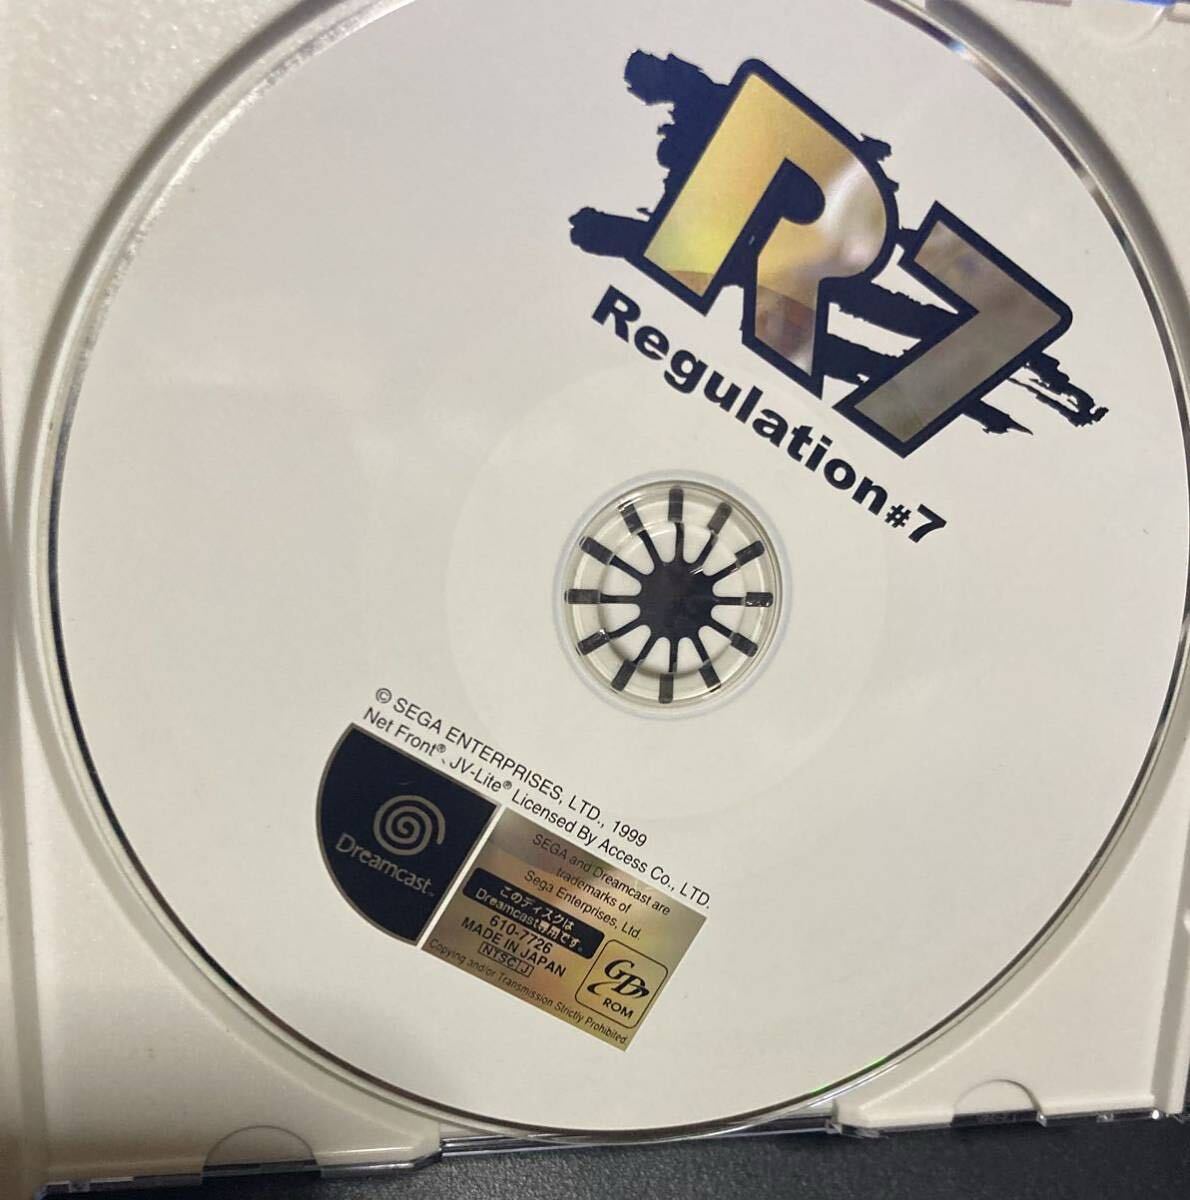 R7
Regulation#7
© SEGA ENTERPRISES, LTD., 1999
Net Front®、JV-Lite® Licensed By Access Co., LTD.
Dreamcast™
SEGA and Dreamcast are
trademarks of
Sega Enterprises, Ltd.
このディスクは
Dreamcast専用です。
610-7726
MADE IN JAPAN
NTSC J
GD
ROM
Copying and/or Transmission Strictly Prohibited.